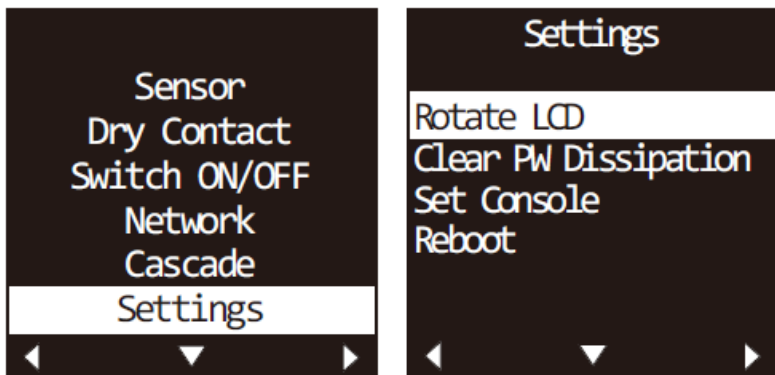 Sensor
Dry Contact
Switch ON/OFF
Network
Cascade
Settings
Settings
Rotate LCD
Clear PW Dissipation
Set Console
Reboot